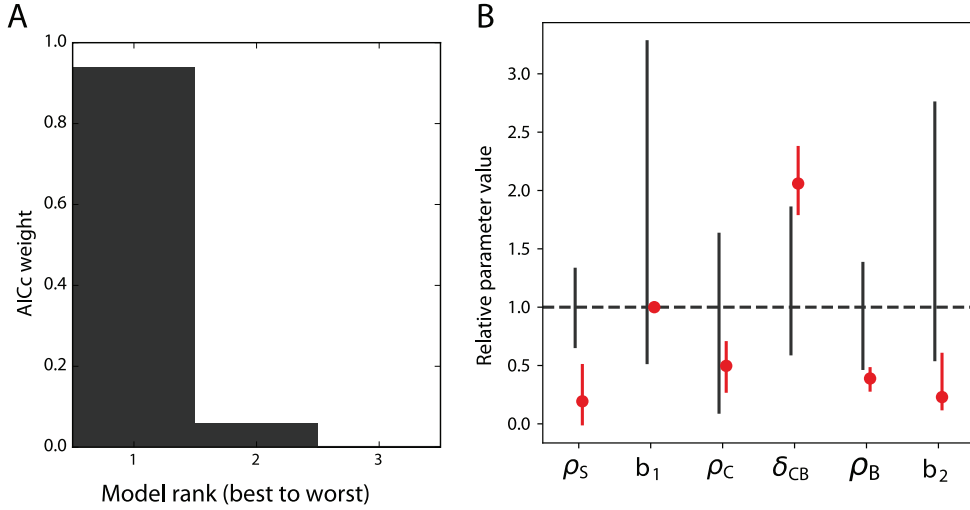 A
1.0
0.8
0.6
0.4
0.2
0.0
AICc weight
1 2 3
Model rank (best to worst)
B
3.0
2.5
2.0
1.5
1.0
0.5
0.0
Relative parameter value
ρS b1 ρC δCB ρB b2